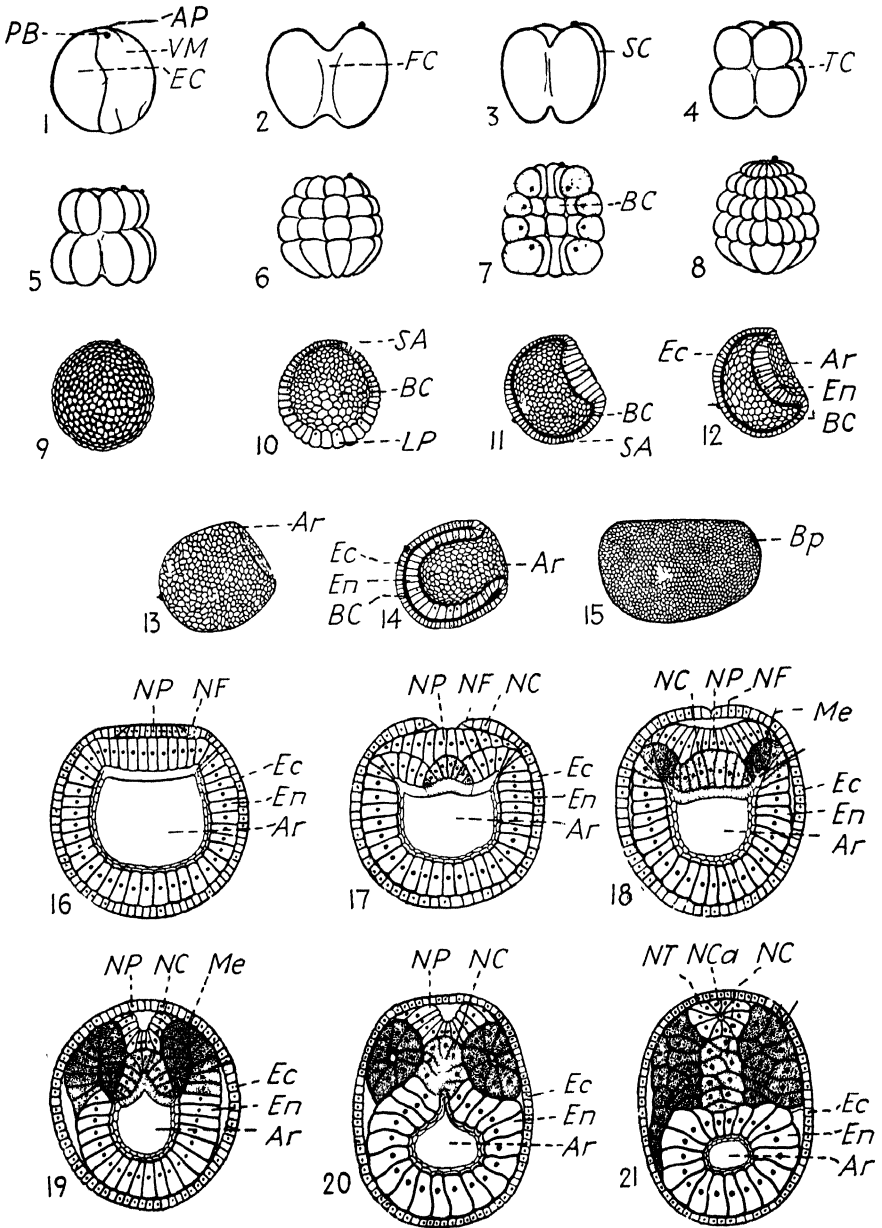 AP
PB
VM
EC
1
FC
2
SC
3
TC
4
5
6
BC
7
8
9
SA
BC
LP
10
BC
SA
11
Ec
Ar
En
BC
12
Ar
13
Ec
En
BC
Ar
14
Bp
15
NP NF
Ec
En
Ar
16
NP NF NC
Ec
En
Ar
17
NC NP NF
Me
Ec
En
Ar
18
NP NC Me
Ec
En
Ar
19
NP NC
Ec
En
Ar
20
NT NCa NC
Ec
En
Ar
21